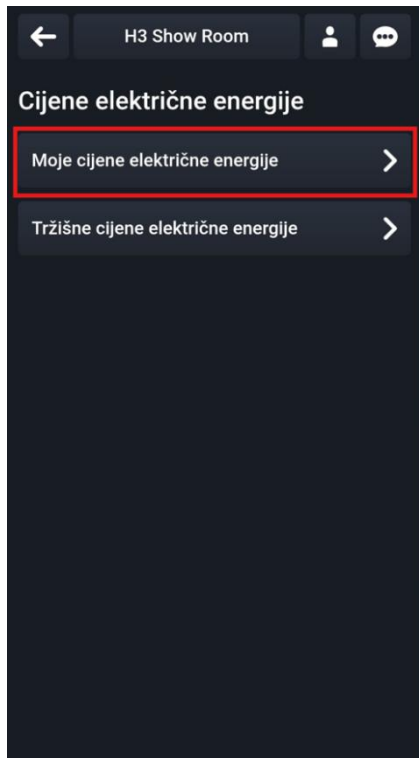 H3 Show Room
Cijene električne energije
Moje cijene električne energije
Tržišne cijene električne energije